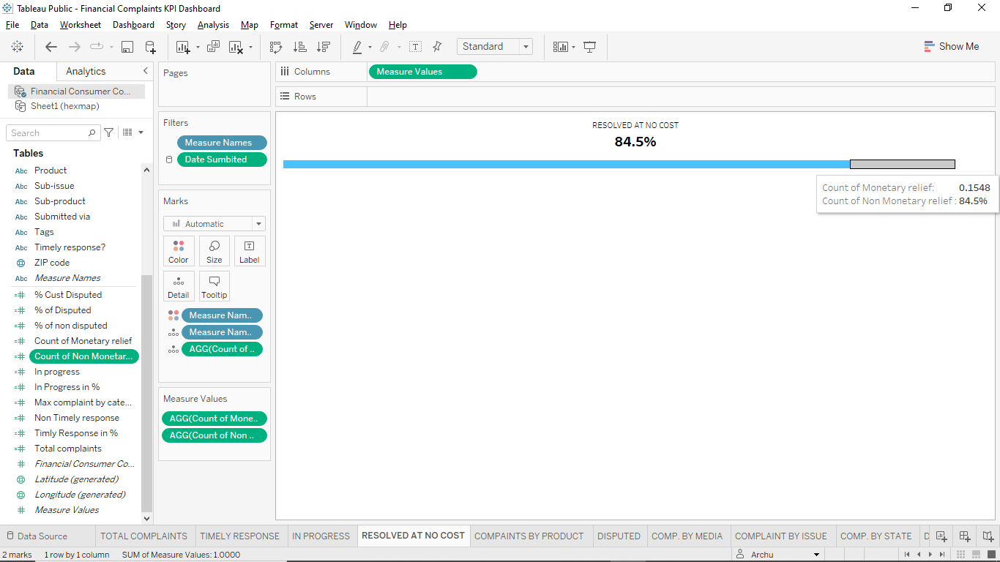 Tableau Public - Financial Complaints KPI Dashboard
File Data Worksheet Dashboard Story Analysis Map Format Server Window Help
Standard
Show Me
Data Analytics
Financial Consumer Co...
Sheet1 (hexmap)
Search
Tables
Abc Product
Abc Sub-issue
Abc Sub-product
Abc Submitted via
Abc Tags
Abc Timely response?
ZIP code
Abc Measure Names
% Cust Disputed
% of Disputed
% of non disputed
Count of Monetary relief
Count of Non Monetar...
In progress
In Progress in %
Max complaint by cate...
Non Timely response
Timly Response in %
Total complaints
Financial Consumer Co...
Latitude (generated)
Longitude (generated)
Measure Values
Pages
Filters
Measure Names
Date Sumbited
Marks
Automatic
Color Size Label
Detail Tooltip
Measure Nam..
Measure Nam..
AGG(Count of ..
Measure Values
AGG(Count of Mone..
AGG(Count of Non ..
Columns Measure Values
Rows
RESOLVED AT NO COST
84.5%
Count of Monetary relief: 0.1548
Count of Non Monetary relief : 84.5%
Data Source TOTAL COMPLAINTS TIMELY RESPONSE IN PROGRESS RESOLVED AT NO COST COMPAINTS BY PRODUCT DISPUTED COMP. BY MEDIA COMPLAINT BY ISSUE COMP. BY STATE D
2 marks 1 row by 1 column SUM of Measure Values: 1.0000 Archu